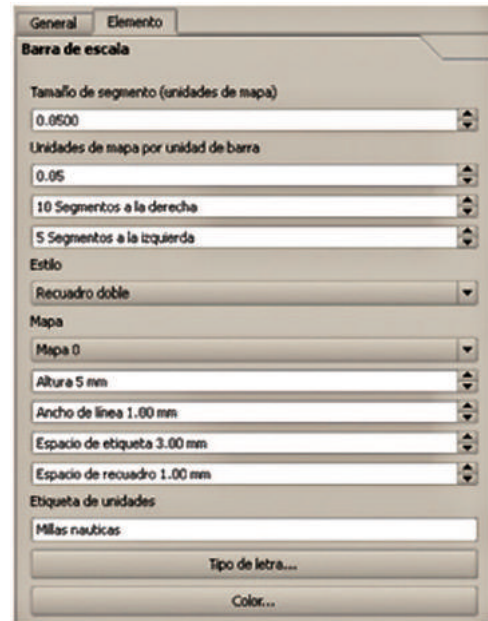 General Elemento
Barra de escala
Tamaño de segmento (unidades de mapa)
0.0500
Unidades de mapa por unidad de barra
0.05
10 Segmentos a la derecha
5 Segmentos a la izquierda
Estilo
Recuadro doble
Mapa
Mapa 0
Altura 5 mm
Ancho de línea 1.00 mm
Espacio de etiqueta 3.00 mm
Espacio de recuadro 1.00 mm
Etiqueta de unidades
Millas nauticas
Tipo de letra...
Color...